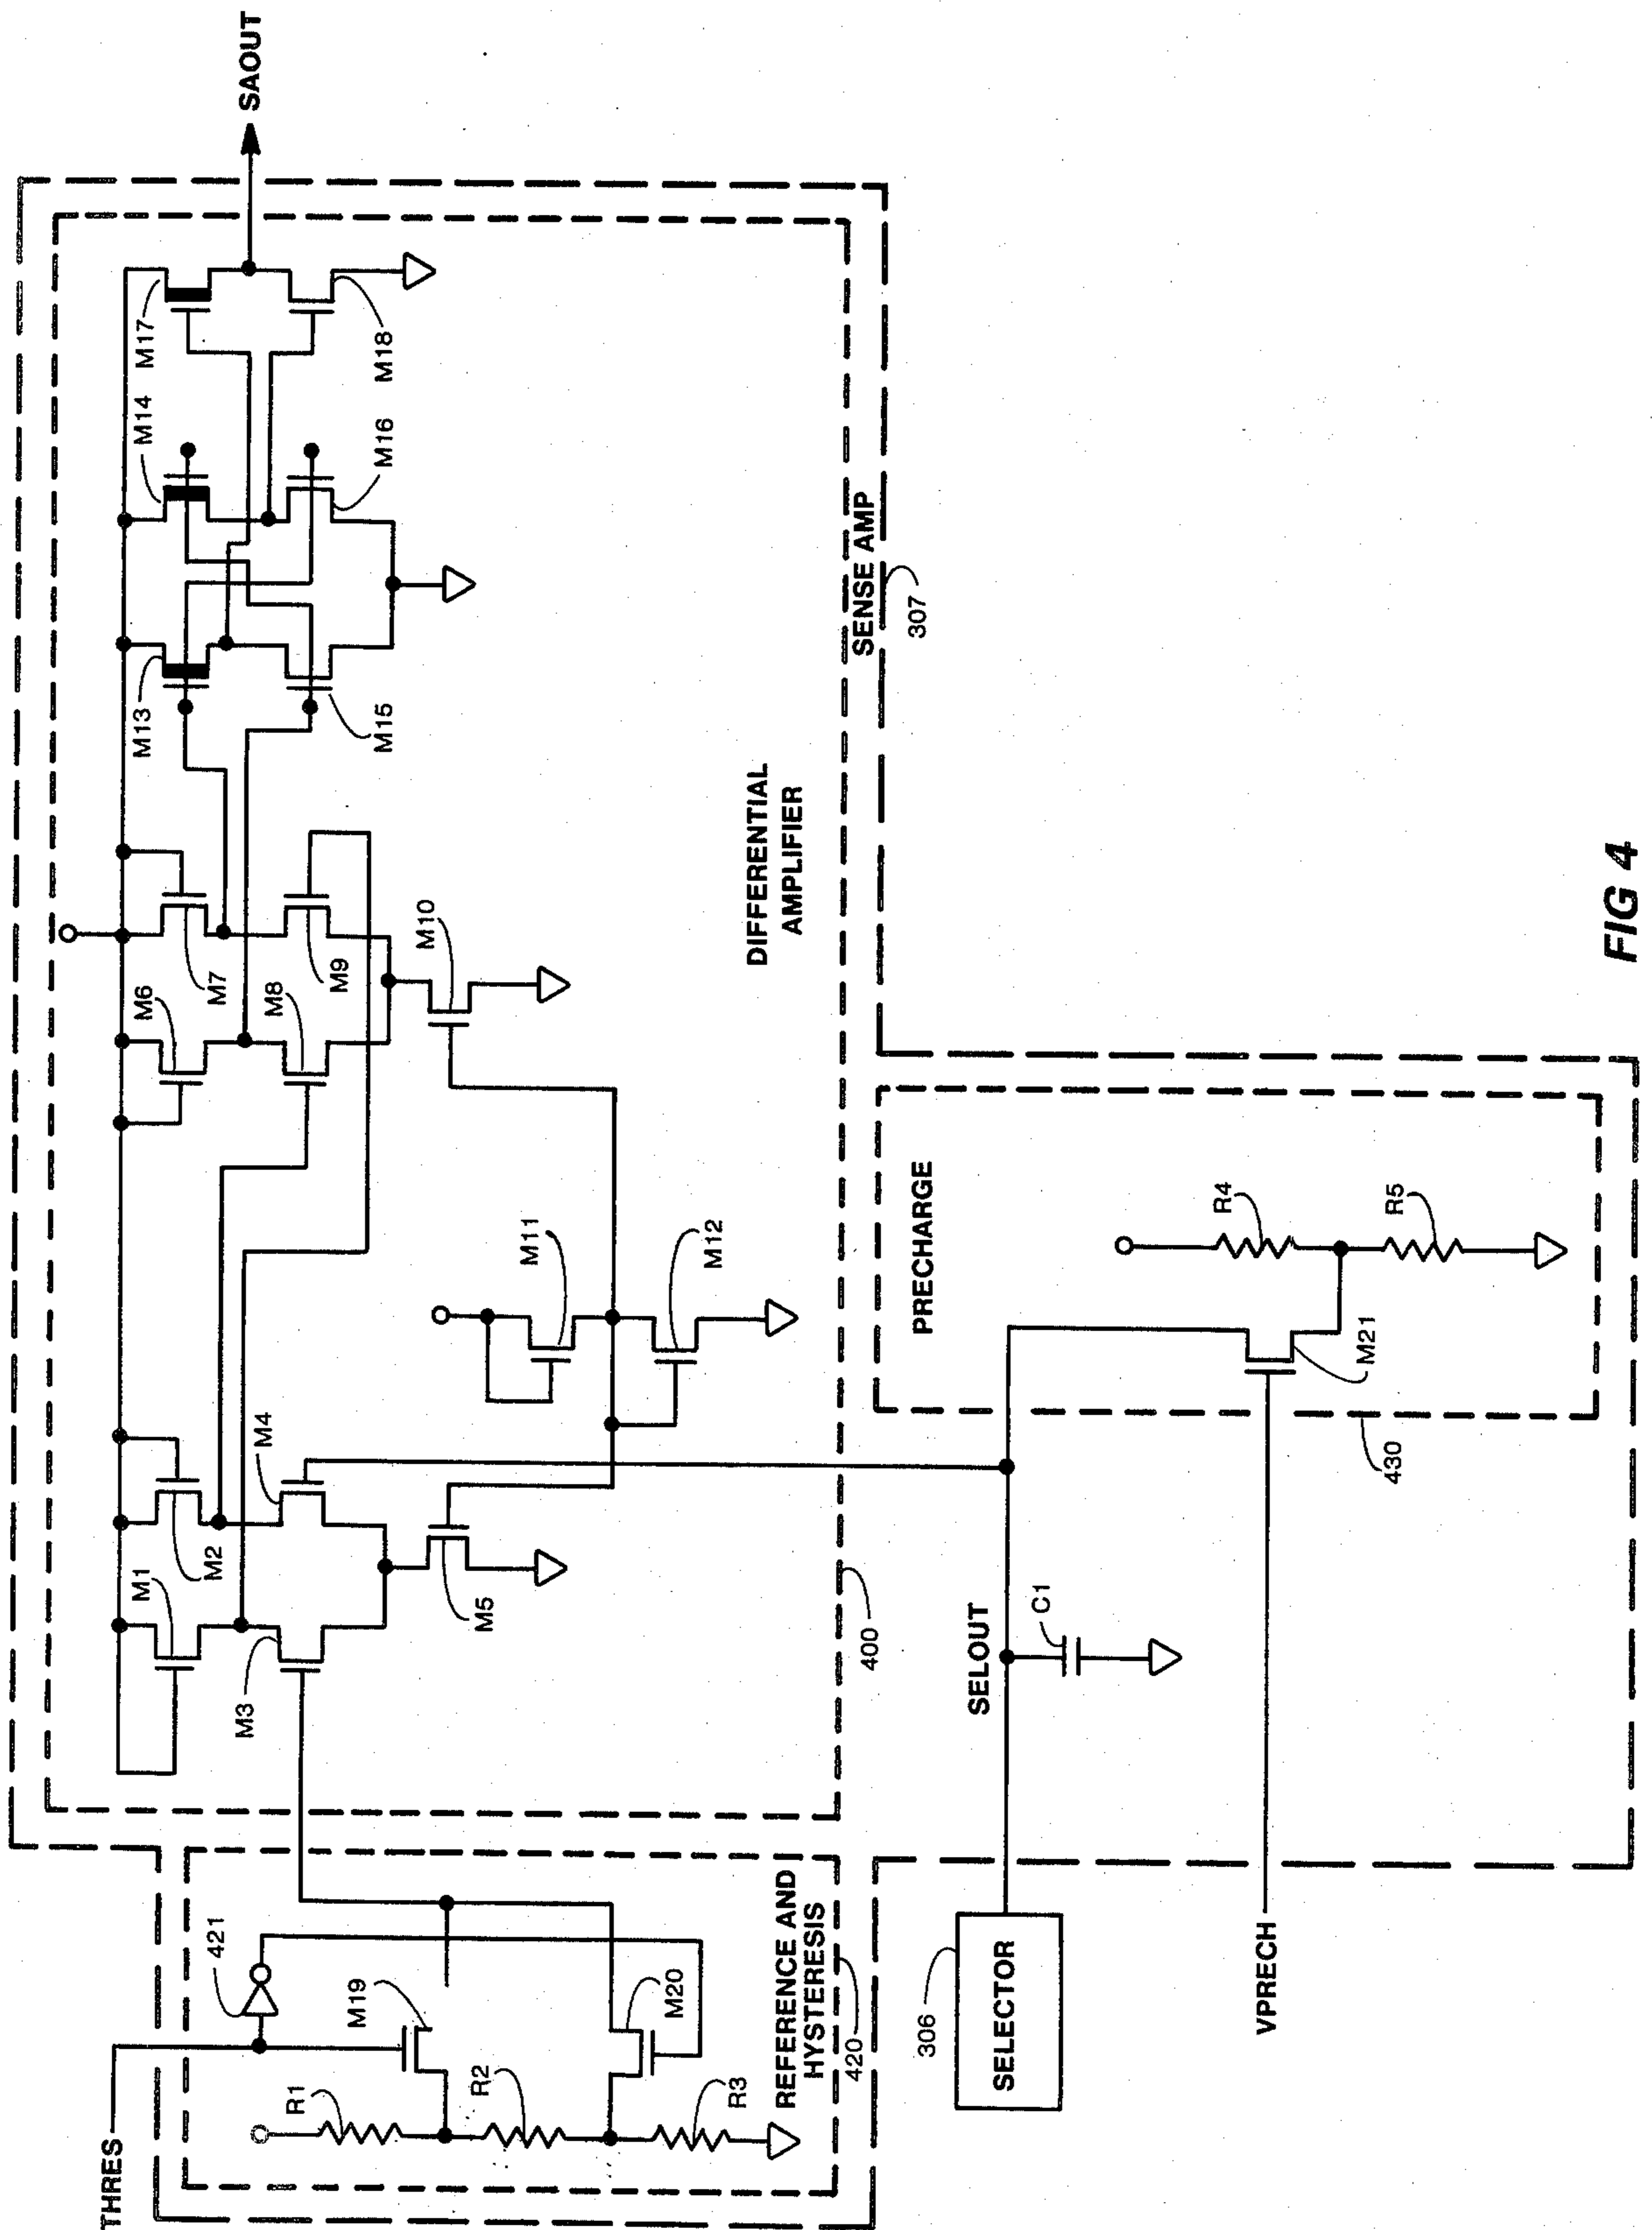 SAOUT
M17
M18
M14
M16
M13
M15
SENSE AMP
307
DIFFERENTIAL
AMPLIFIER
M6
M7
M8
M9
M10
M11
M12
M1
M2
M3
M4
M5
400
PRECHARGE
R4
R5
M21
430
SELOUT
C1
THRES
421
M19
M20
R1
R2
R3
REFERENCE AND
HYSTERESIS
420
306
SELECTOR
VPRECH
FIG 4